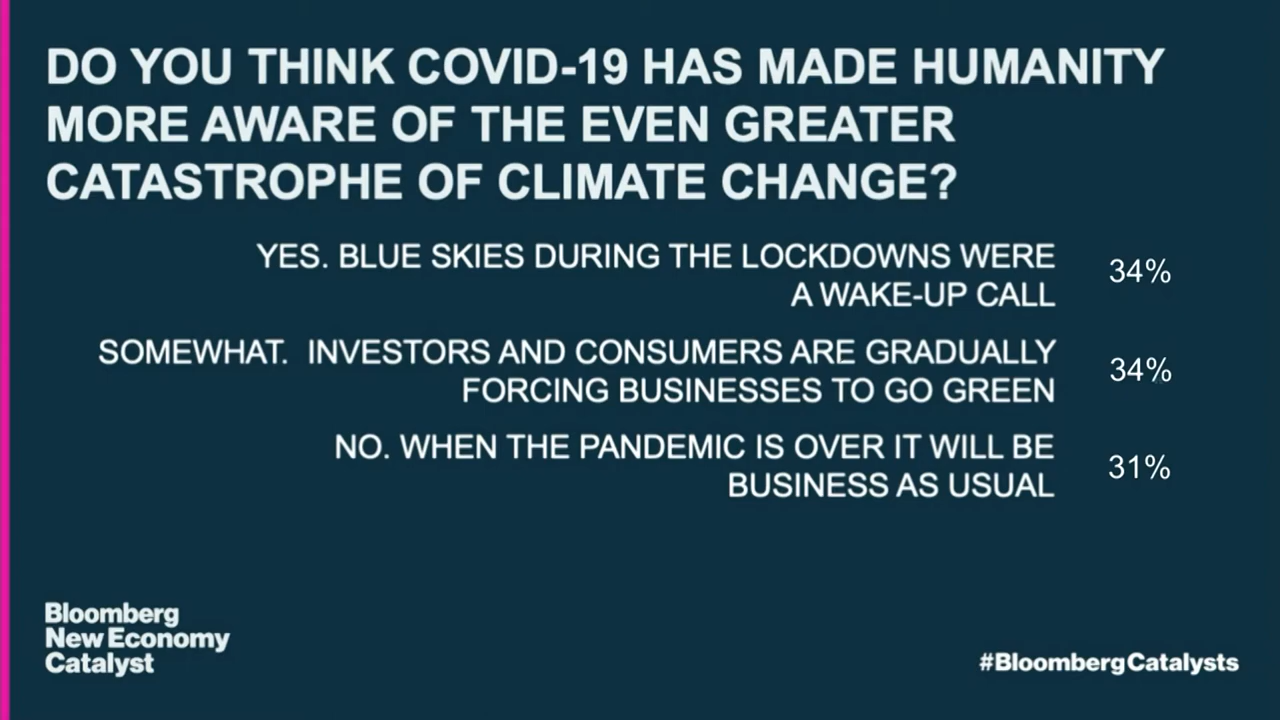 DO YOU THINK COVID-19 HAS MADE HUMANITY
MORE AWARE OF THE EVEN GREATER
CATASTROPHE OF CLIMATE CHANGE?
YES. BLUE SKIES DURING THE LOCKDOWNS WERE
A WAKE-UP CALL
34%
SOMEWHAT.  INVESTORS AND CONSUMERS ARE GRADUALLY
FORCING BUSINESSES TO GO GREEN
34%
NO. WHEN THE PANDEMIC IS OVER IT WILL BE
BUSINESS AS USUAL
31%
Bloomberg
New Economy
Catalyst
#BloombergCatalysts